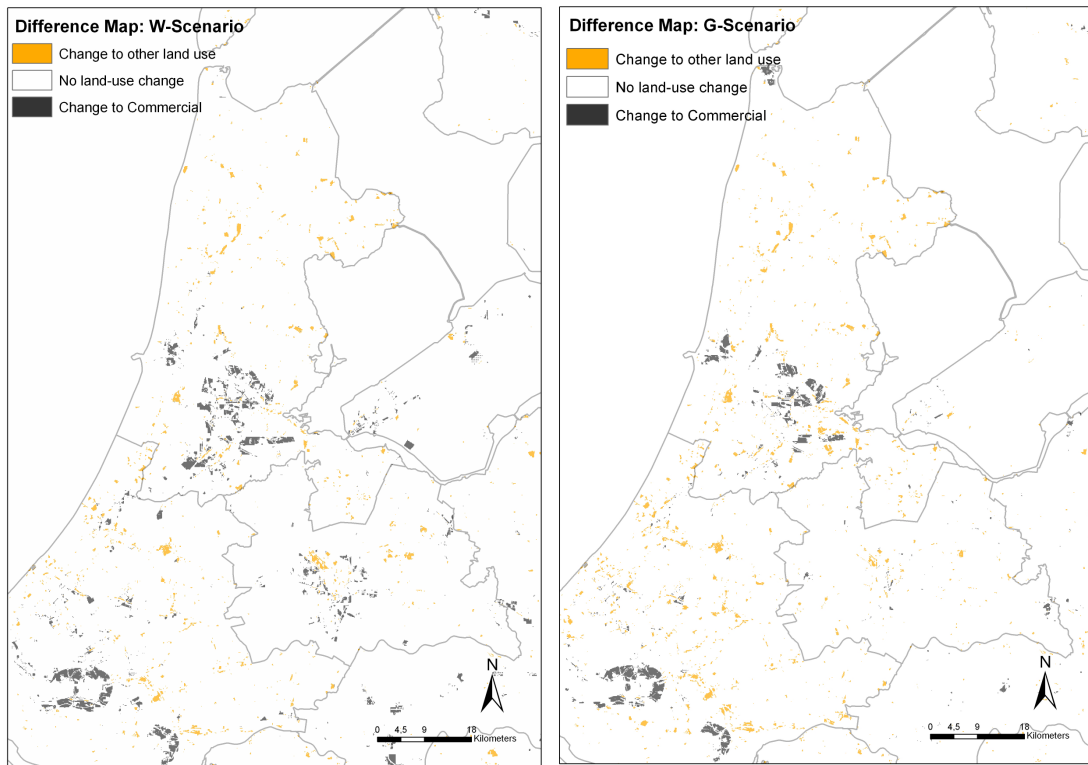 Difference Map: W-Scenario
Change to other land use
No land-use change
Change to Commercial
N
0 4,5 9 18
Kilometers
Difference Map: G-Scenario
Change to other land use
No land-use change
Change to Commercial
N
0 4,5 9 18
Kilometers